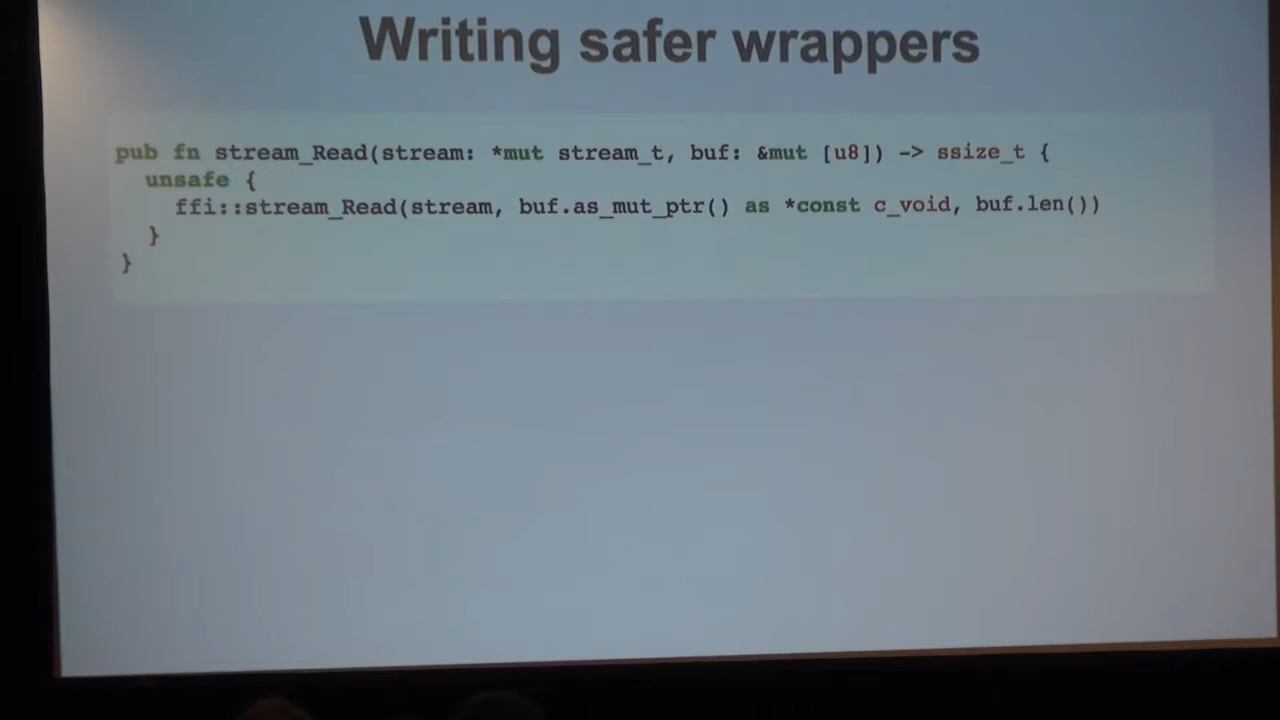 Writing safer wrappers
pub fn stream_Read(stream: *mut stream_t, buf: &mut [u8]) -> ssize_t {
unsafe {
ffi::stream_Read(stream, buf.as_mut_ptr() as *const c_void, buf.len())
}
}